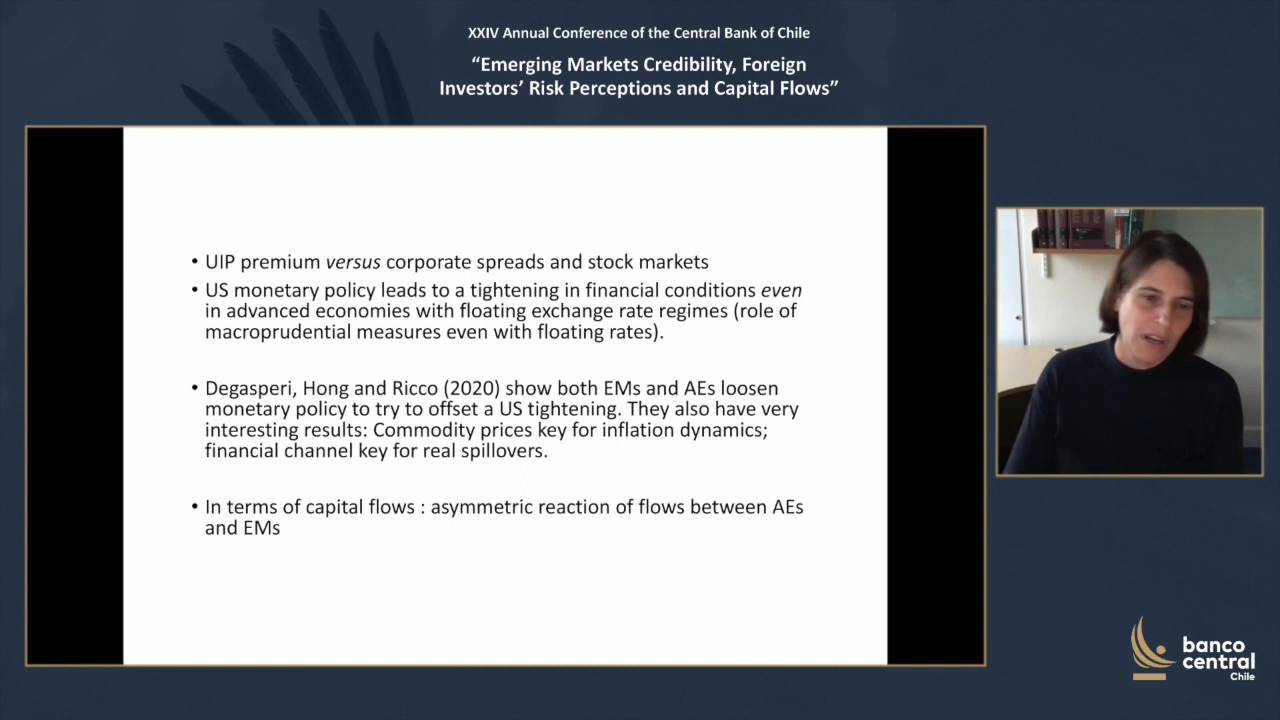 XXIV Annual Conference of the Central Bank of Chile
“Emerging Markets Credibility, Foreign
Investors’ Risk Perceptions and Capital Flows”
• UIP premium versus corporate spreads and stock markets
• US monetary policy leads to a tightening in financial conditions even
in advanced economies with floating exchange rate regimes (role of
macroprudential measures even with floating rates).
• Degasperi, Hong and Ricco (2020) show both EMs and AEs loosen
monetary policy to try to offset a US tightening. They also have very
interesting results: Commodity prices key for inflation dynamics;
financial channel key for real spillovers.
• In terms of capital flows : asymmetric reaction of flows between AEs
and EMs
banco
central
Chile